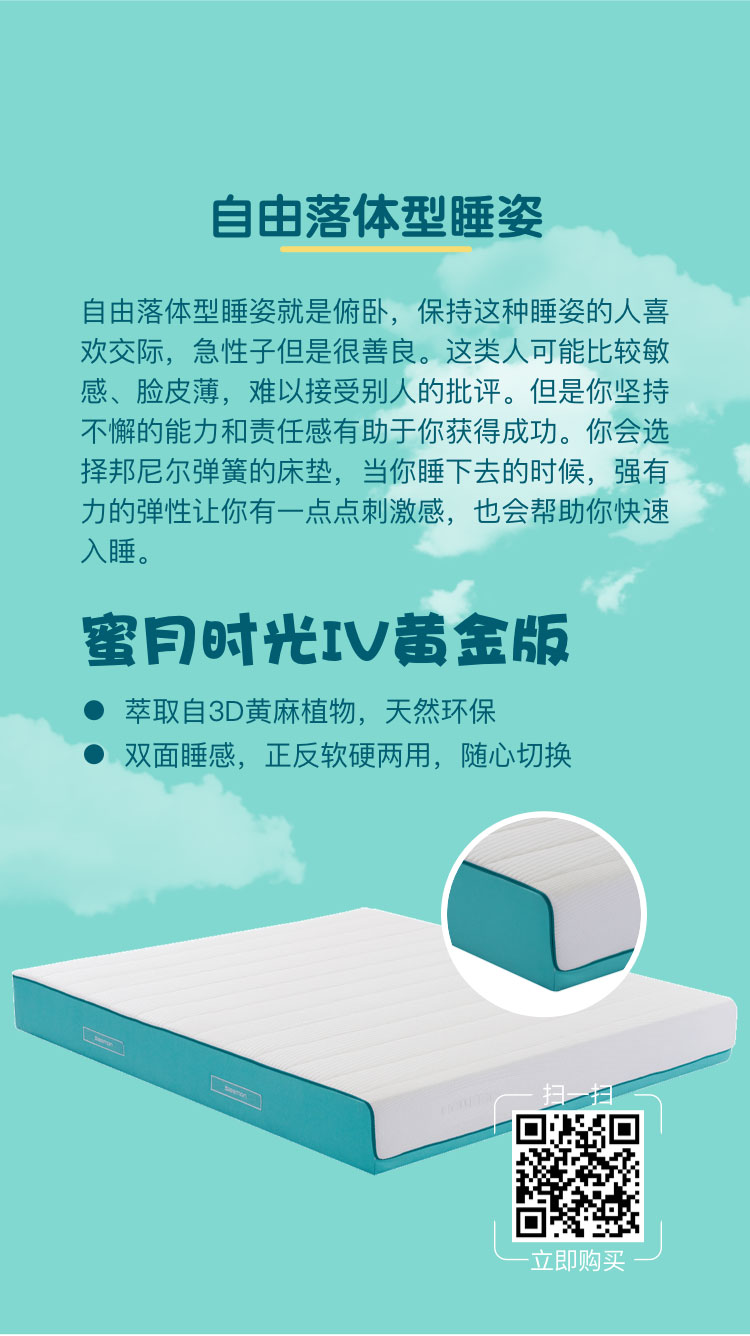 自由落体型睡姿
自由落体型睡姿就是俯卧，保持这种睡姿的人喜
欢交际，急性子但是很善良。这类人可能比较敏
感、脸皮薄，难以接受别人的批评。但是你坚持
不懈的能力和责任感有助于你获得成功。你会选
择邦尼尔弹簧的床垫，当你睡下去的时候，强有
力的弹性让你有一点点刺激感，也会帮助你快速
入睡。
蜜月时光IV黄金版
● 萃取自3D黄麻植物，天然环保
● 双面睡感，正反软硬两用，随心切换
扫一扫
立即购买